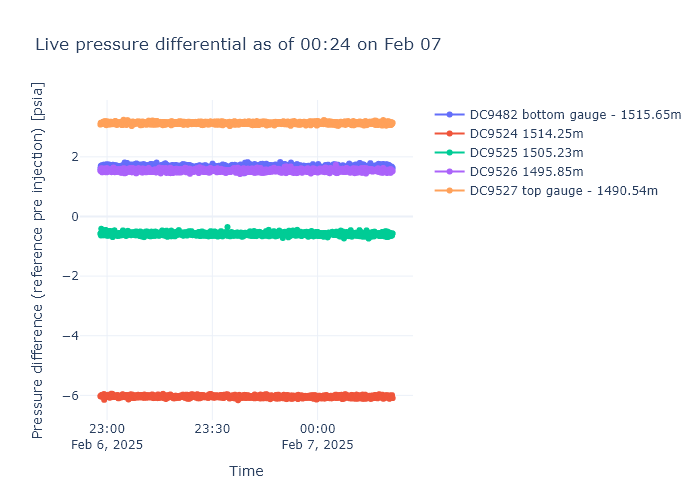 Live pressure differential as of 00:24 on Feb 07
Pressure difference (reference pre injection) [psia]
2
0
−2
−4
−6
23:00
Feb 6, 2025
23:30
00:00
Feb 7, 2025
Time
DC9482 bottom gauge - 1515.65m
DC9524 1514.25m
DC9525 1505.23m
DC9526 1495.85m
DC9527 top gauge - 1490.54m